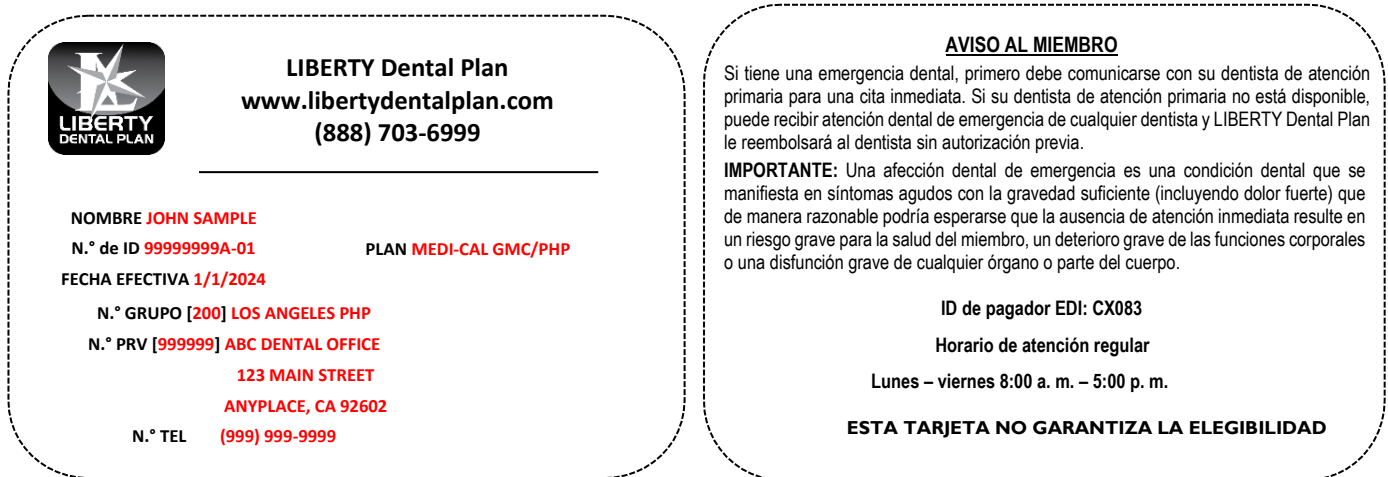 LIBERTY
DENTAL PLAN
LIBERTY Dental Plan
www.libertydentalplan.com
(888) 703-6999
NOMBRE JOHN SAMPLE
N.° de ID 99999999A-01 PLAN MEDI-CAL GMC/PHP
FECHA EFECTIVA 1/1/2024
N.° GRUPO [200] LOS ANGELES PHP
N.° PRV [999999] ABC DENTAL OFFICE
123 MAIN STREET
ANYPLACE, CA 92602
N.° TEL (999) 999-9999
AVISO AL MIEMBRO
Si tiene una emergencia dental, primero debe comunicarse con su dentista de atención
primaria para una cita inmediata. Si su dentista de atención primaria no está disponible,
puede recibir atención dental de emergencia de cualquier dentista y LIBERTY Dental Plan
le reembolsará al dentista sin autorización previa.
IMPORTANTE: Una afección dental de emergencia es una condición dental que se
manifiesta en síntomas agudos con la gravedad suficiente (incluyendo dolor fuerte) que
de manera razonable podría esperarse que la ausencia de atención inmediata resulte en
un riesgo grave para la salud del miembro, un deterioro grave de las funciones corporales
o una disfunción grave de cualquier órgano o parte del cuerpo.
ID de pagador EDI: CX083
Horario de atención regular
Lunes – viernes 8:00 a. m. – 5:00 p. m.
ESTA TARJETA NO GARANTIZA LA ELEGIBILIDAD